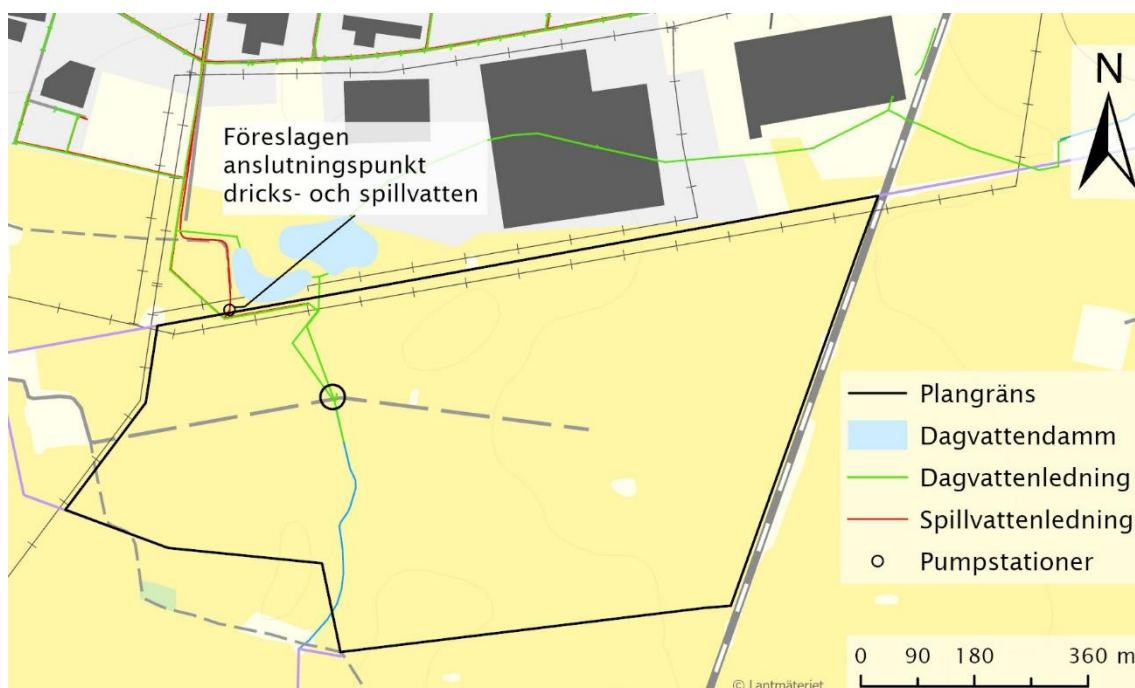 Föreslagen
anslutningspunkt
dricks- och spillvatten
N
Plangräns
Dagvattendamm
Dagvattenledning
Spillvattenledning
Pumpstationer
0 90 180 360 m
© Lantmäteriet